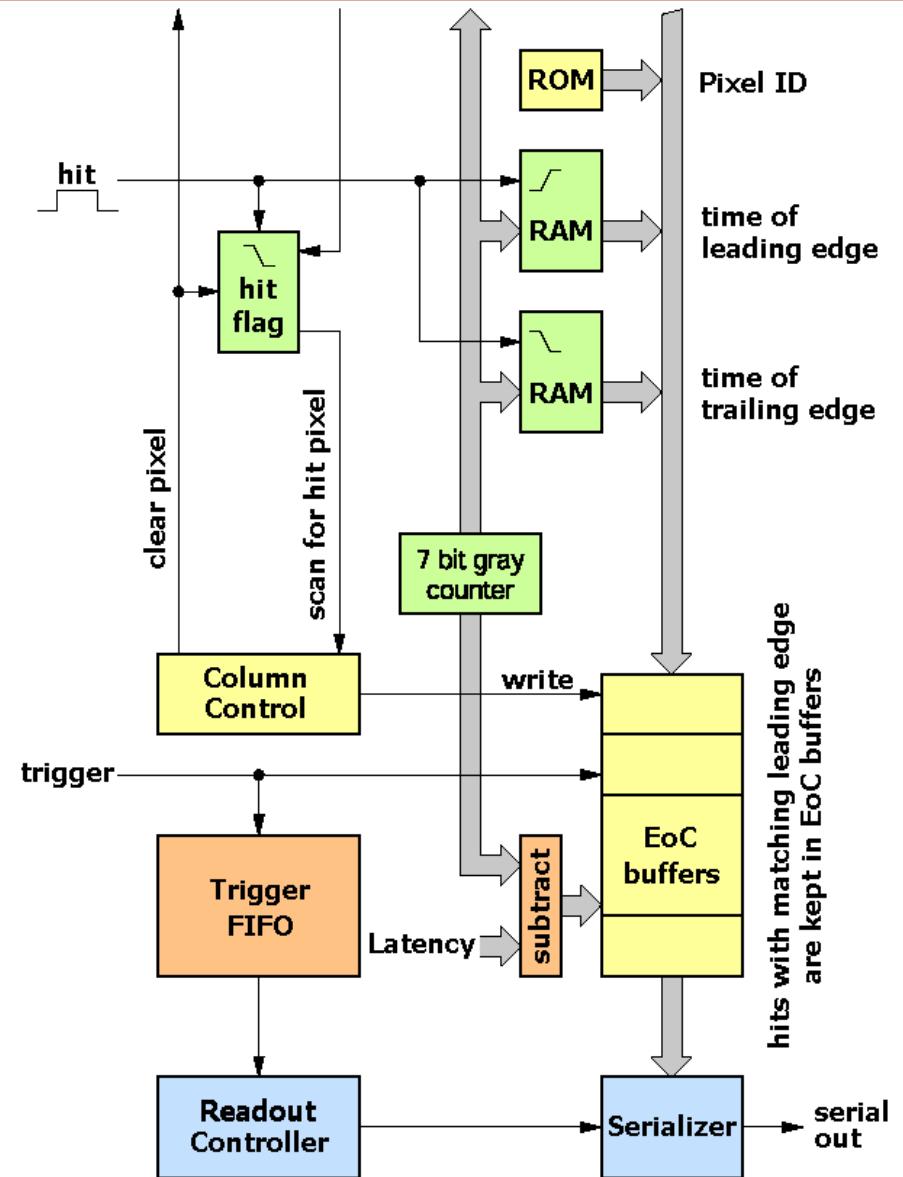 ROM
Pixel ID
hit
RAM
time of
leading edge
hit
flag
RAM
time of
trailing edge
clear pixel
scan for hit pixel
7 bit gray
counter
Column
Control
write
hits with matching leading edge
are kept in EoC buffers
trigger
Trigger
FIFO
Latency
subtract
EoC
buffers
Readout
Controller
Serializer
serial
out